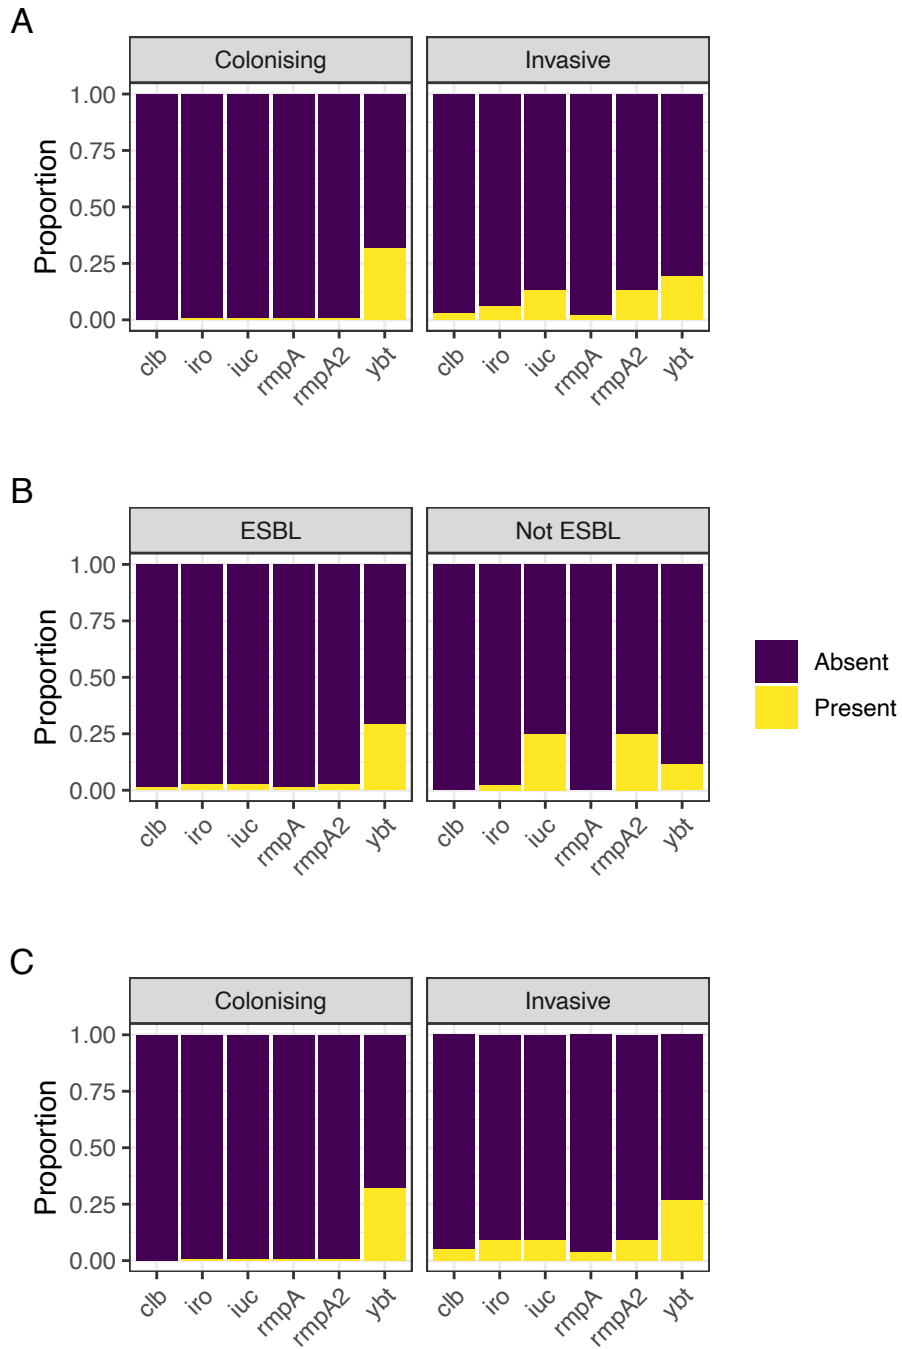 A
Colonising Invasive
1.00
0.75
0.50
0.25
0.00
Proportion
clb iro iuc rmpA rmpA2 ybt clb iro iuc rmpA rmpA2 ybt
B
ESBL Not ESBL
1.00
0.75
0.50
0.25
0.00
Proportion
clb iro iuc rmpA rmpA2 ybt clb iro iuc rmpA rmpA2 ybt
Absent
Present
C
Colonising Invasive
1.00
0.75
0.50
0.25
0.00
Proportion
clb iro iuc rmpA rmpA2 ybt clb iro iuc rmpA rmpA2 ybt